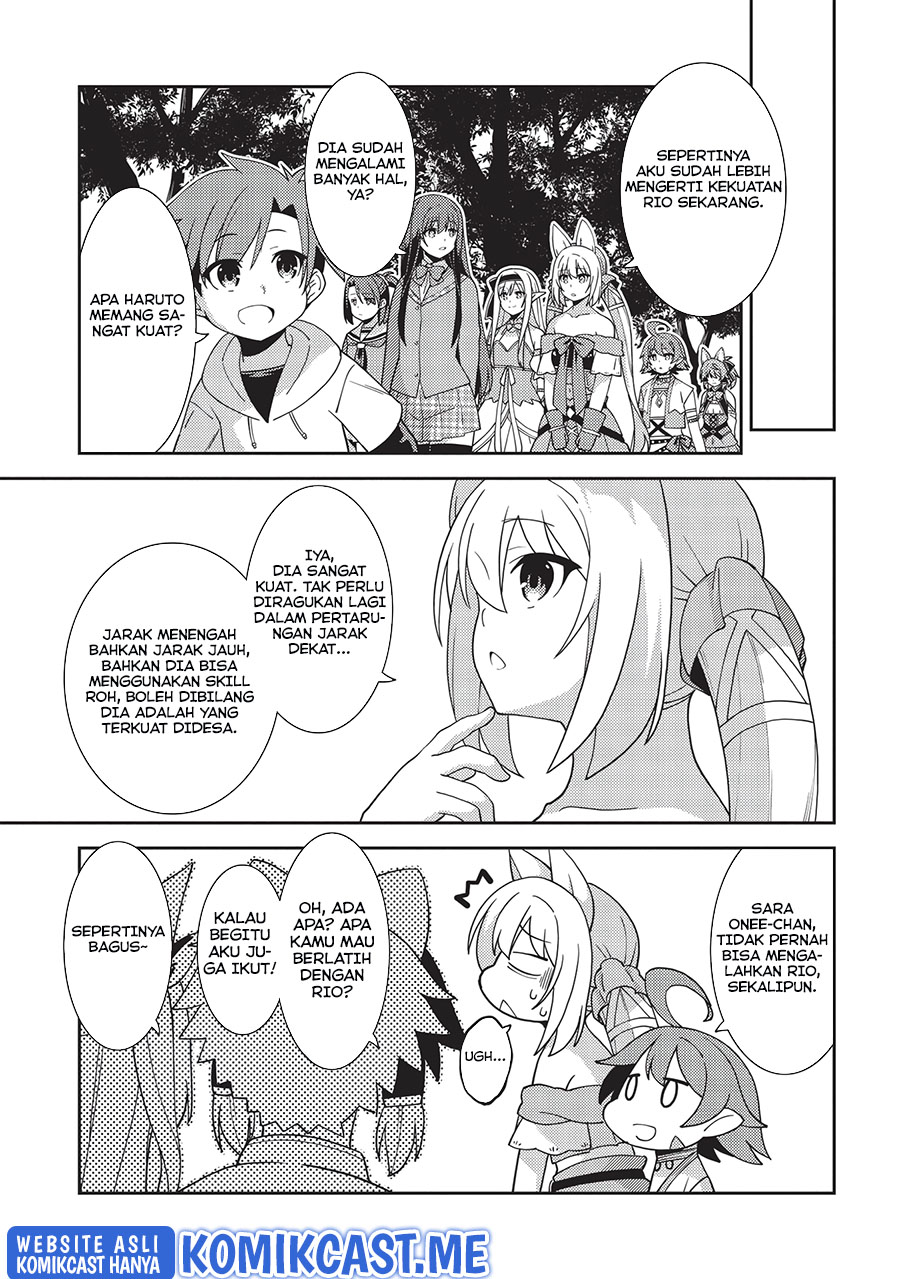 SEPERTINYA
AKU SUDAH LEBIH
MENGERTI KEKUATAN
RIO SEKARANG.
DIA SUDAH
MENGALAMI
BANYAK HAL,
YA?
APA HARUTO
MEMANG SA-
NGAT KUAT?
IYA,
DIA SANGAT
KUAT. TAK PERLU
DIRAGUKAN LAGI
DALAM PERTARU-
NGAN JARAK
DEKAT...
JARAK MENENGAH
BAHKAN JARAK JAUH,
BAHKAN DIA BISA
MENGGUNAKAN SKILL
ROH, BOLEH DIBILANG
DIA ADALAH YANG
TERKUAT DIDESA.
SARA
ONEE-CHAN,
TIDAK PERNAH
BISA MENGA-
LAHKAN RIO,
SEKALIPUN.
UGH...
OH, ADA
APA? APA
KAMU MAU
BERLATIH
DENGAN
RIO?
KALAU
BEGITU
AKU JU-
GA IKUT!
SEPERTINYA
BAGUS~
WEBSITE ASLI
KOMIKCAST HANYA
KOMIKCAST.ME